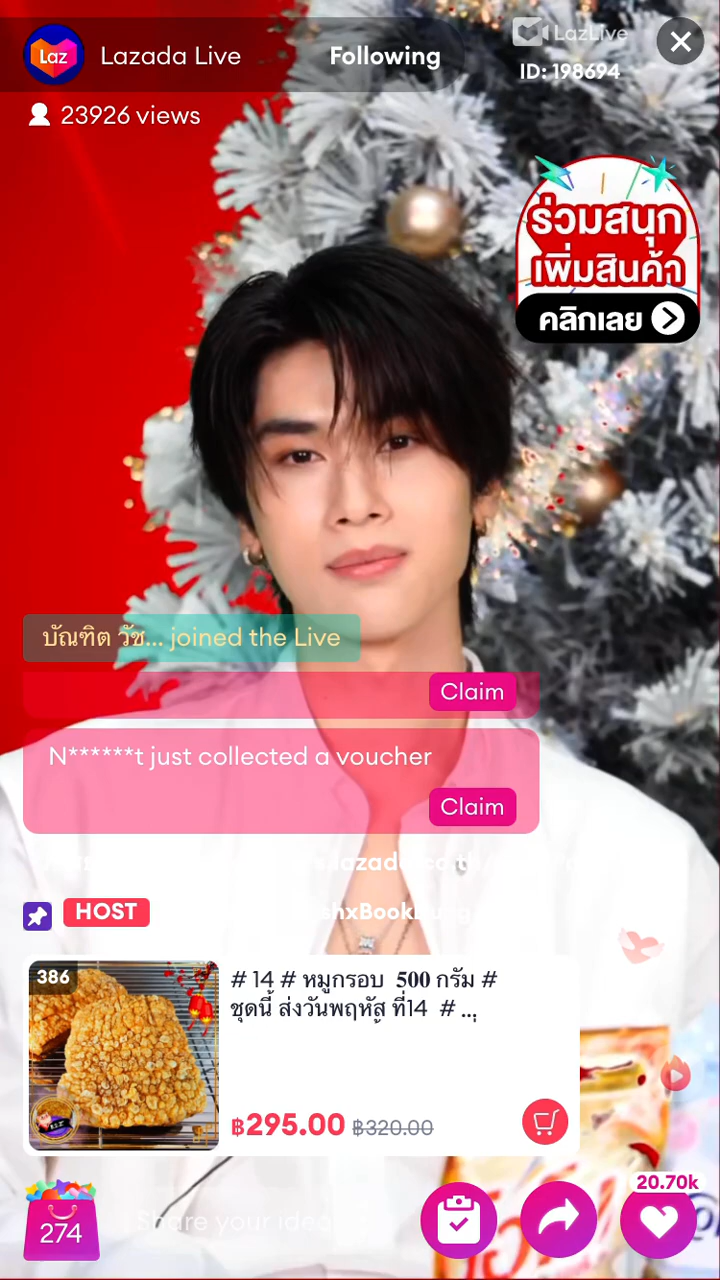 Laz
Lazada Live
Following
LazLive
ID: 198694
23926 views
ร่วมสนุก
เพิ่มสินค้า
คลิกเลย
บัณฑิต วัช... joined the Live
Claim
N******t just collected a voucher
Claim
HOST
386
# 14 # หมูกรอบ 500 กรัม #
ชุดนี้ ส่งวันพฤหัส ที่14 # ...
฿295.00 ฿320.00
274
Share your idea
20.70k